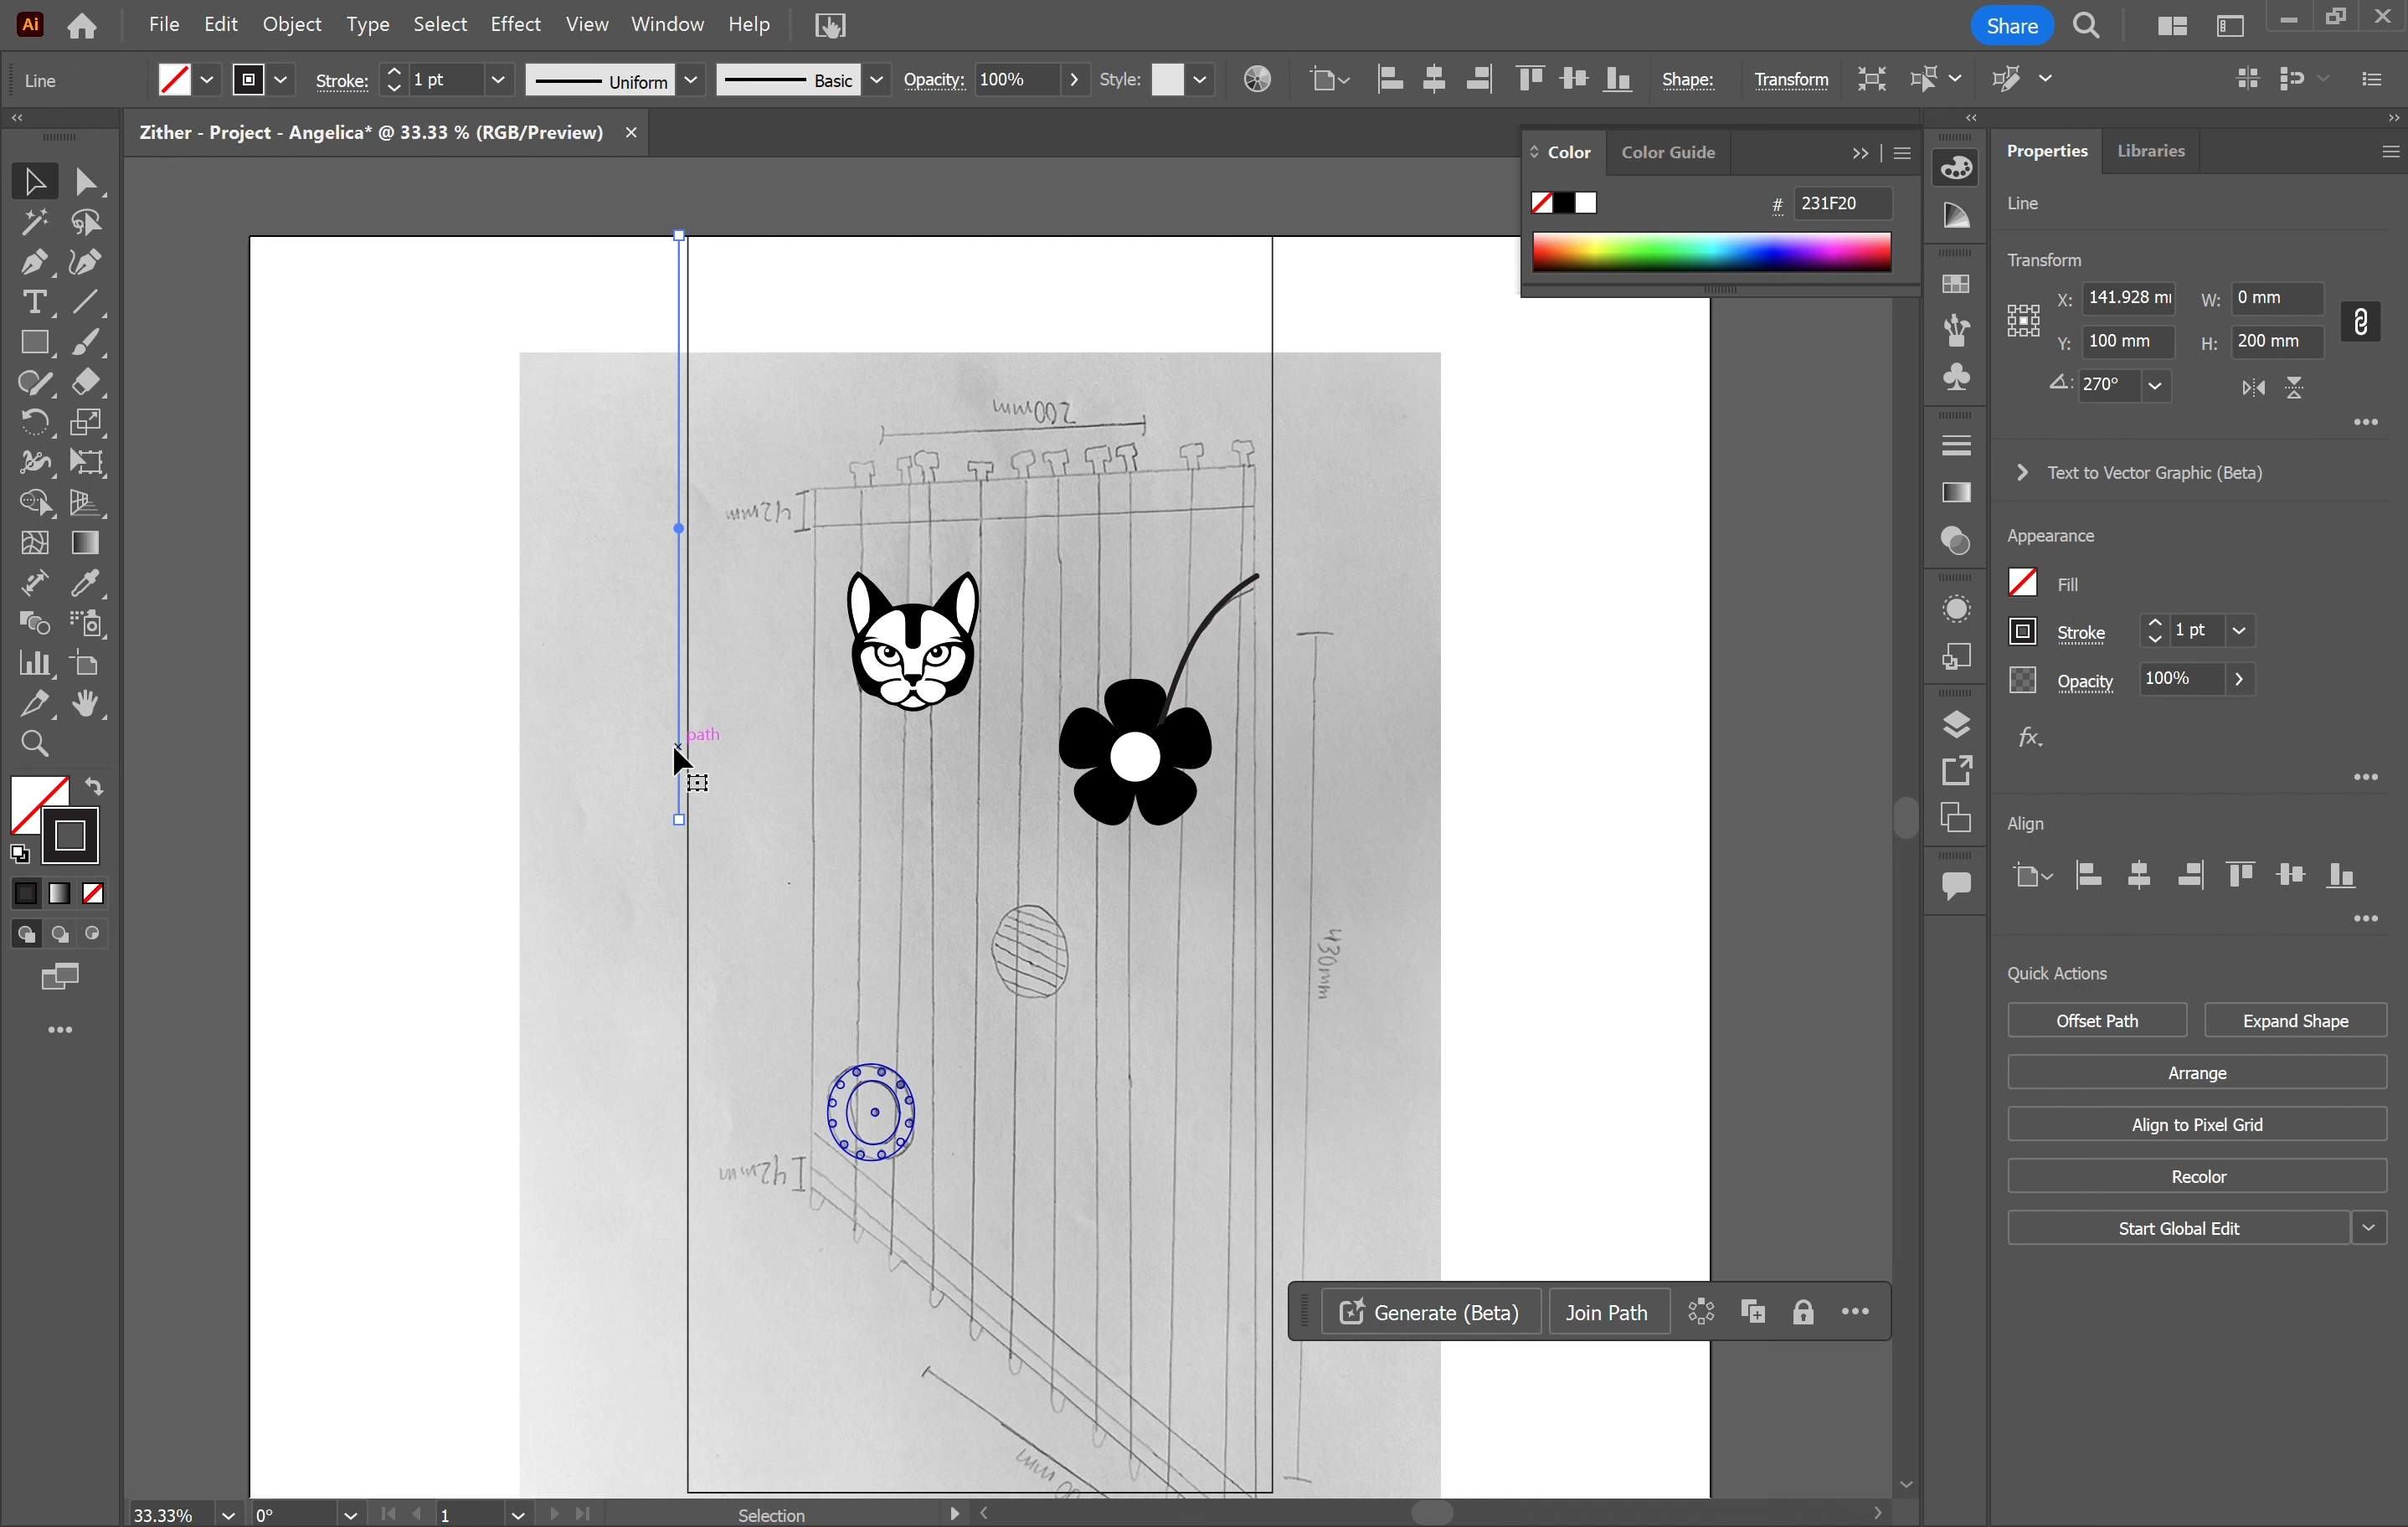 Ai File Edit Object Type Select Effect View Window Help Share
Line Stroke: 1 pt Uniform Basic Opacity: 100% Style: Shape: Transform
Zither - Project - Angelica* @ 33.33 % (RGB/Preview)
Color Color Guide
# 231F20
Properties Libraries
Line
Transform
X: 141.928 m W: 0 mm
Y: 100 mm H: 200 mm
270°
Text to Vector Graphic (Beta)
Appearance
Fill
Stroke 1 pt
Opacity 100%
fx
Align
Quick Actions
Offset Path Expand Shape
Arrange
Align to Pixel Grid
Recolor
Start Global Edit
200mm
42mm
path
430mm
42mm
Generate (Beta) Join Path
33.33% 0° 1 Selection